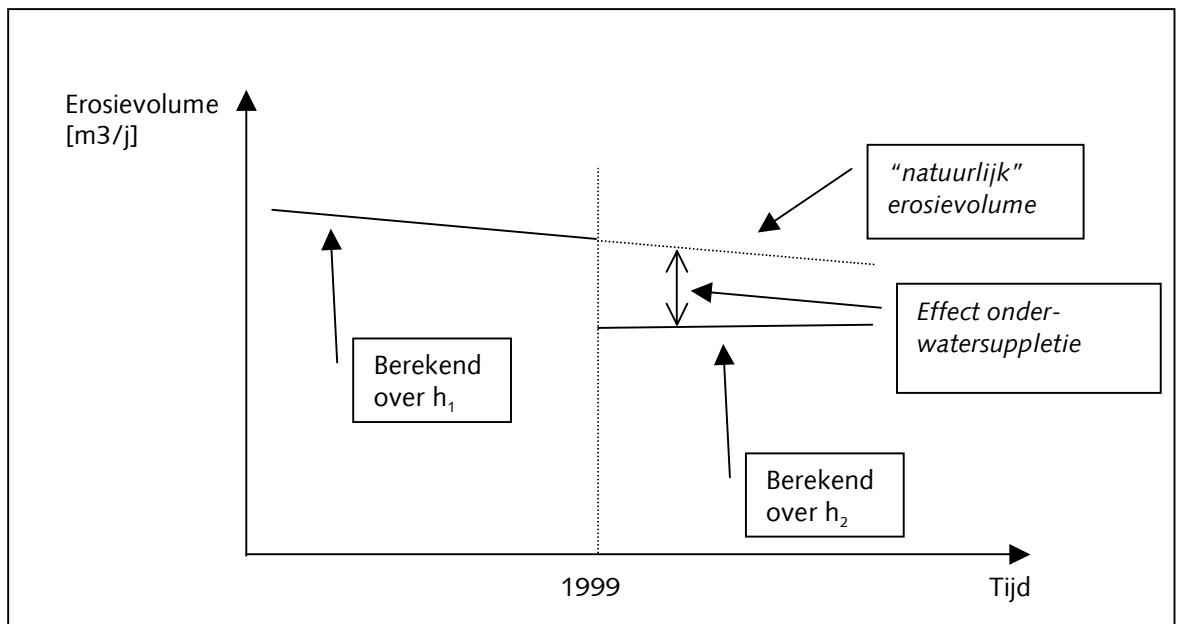 Erosievolume
[m3/j]
“natuurlijk”
erosievolume
Effect onder-
watersuppletie
Berekend
over h₁
Berekend
over h₂
1999
Tijd